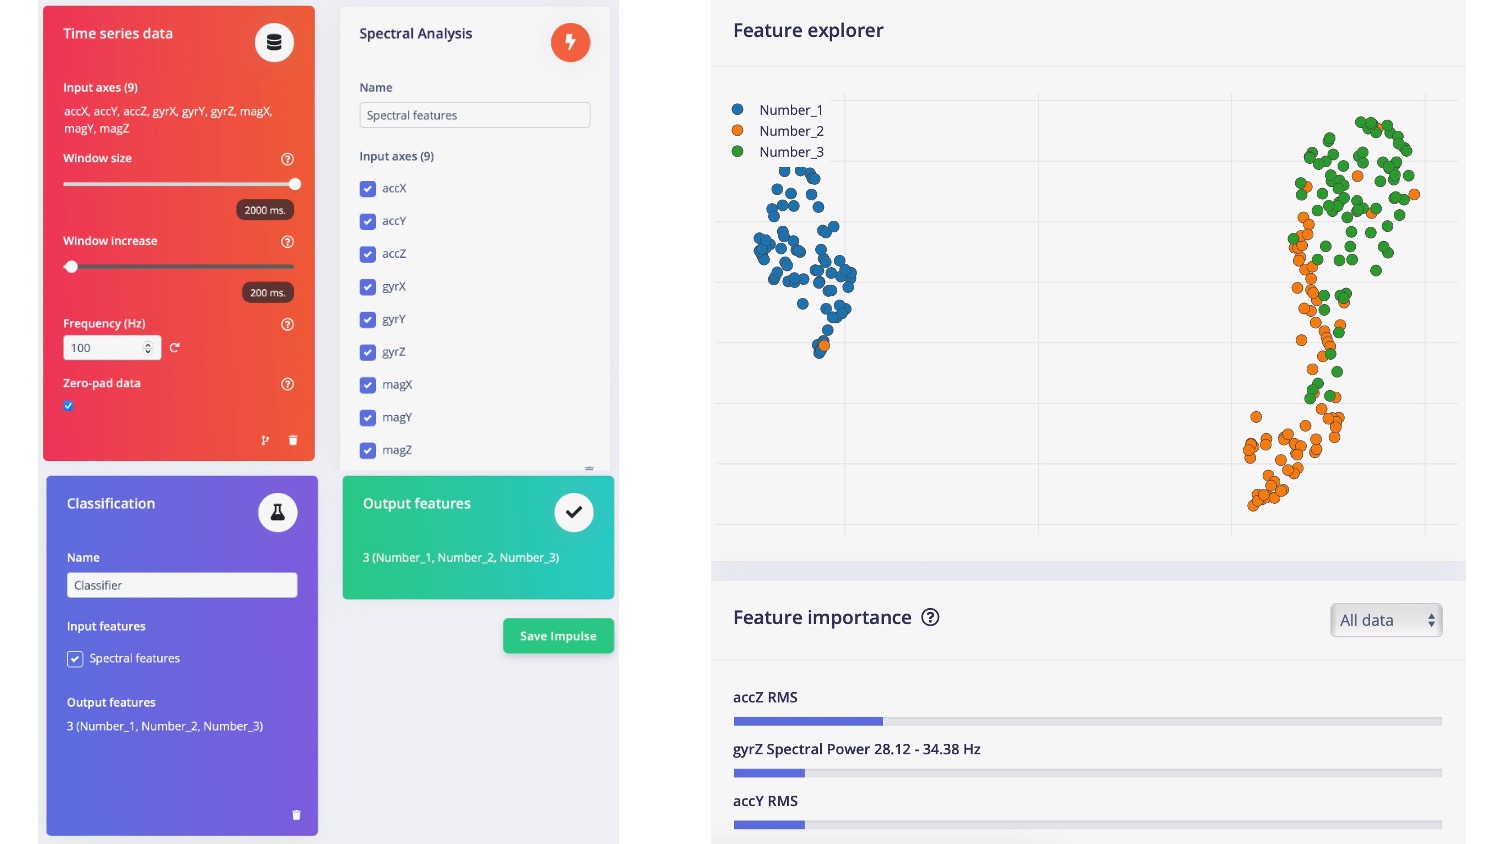 Time series data
Input axes (9)
accX, accY, accZ, gyrX, gyrY, gyrZ, magX,
magY, magZ
Window size
2000 ms.
Window increase
200 ms.
Frequency (Hz)
100
Zero-pad data
Spectral Analysis
Name
Spectral features
Input axes (9)
accX
accY
accZ
gyrX
gyrY
gyrZ
magX
magY
magZ
Classification
Name
Classifier
Input features
Spectral features
Output features
3 (Number_1, Number_2, Number_3)
Output features
3 (Number_1, Number_2, Number_3)
Save Impulse
Feature explorer
Number_1
Number_2
Number_3
Feature importance
All data
accZ RMS
gyrZ Spectral Power 28.12 - 34.38 Hz
accY RMS